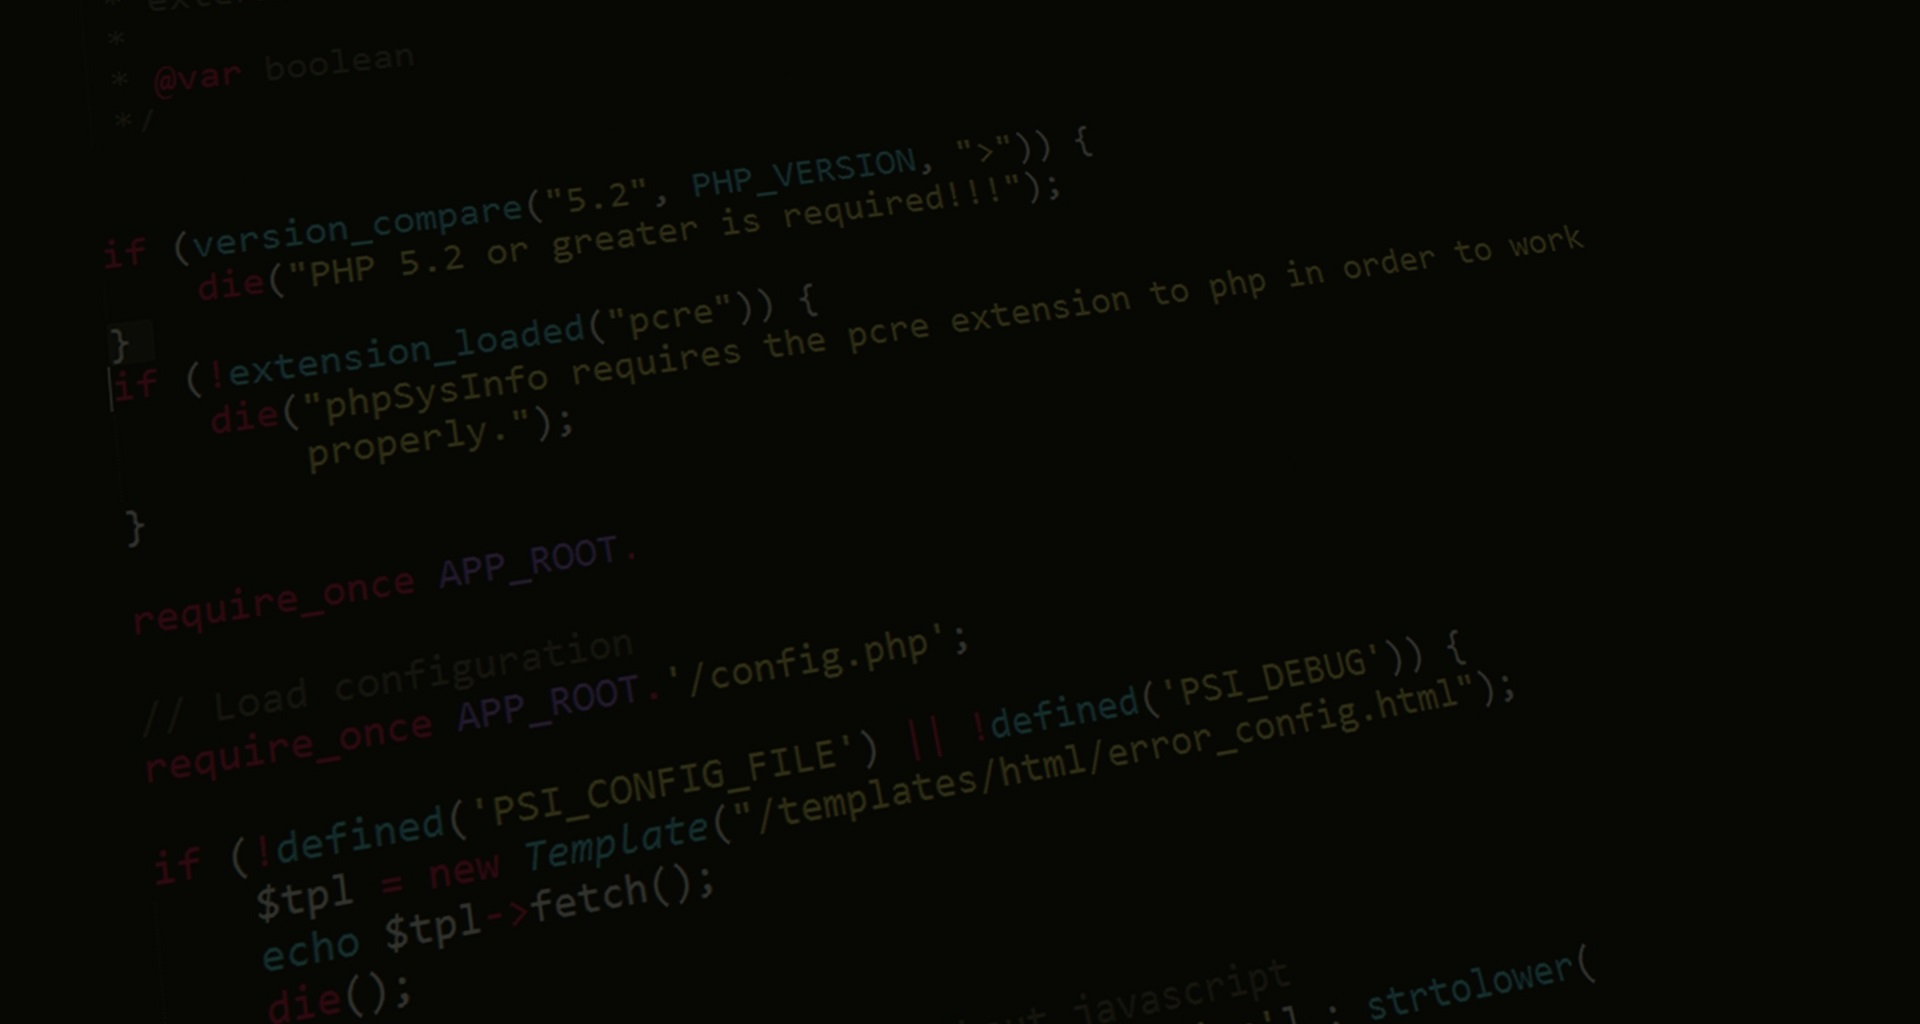 *
* @var boolean
*/
if (version_compare("5.2", PHP_VERSION, ">")) {
die("PHP 5.2 or greater is required!!!");
}
if (!extension_loaded("pcre")) {
die("phpSysInfo requires the pcre extension to php in order to work
properly.");
}
require_once APP_ROOT.
// Load configuration
require_once APP_ROOT.'/config.php';
if (!defined('PSI_CONFIG_FILE') || !defined('PSI_DEBUG')) {
$tpl = new Template("/templates/html/error_config.html");
echo $tpl->fetch();
die();
javascript
strtolower(